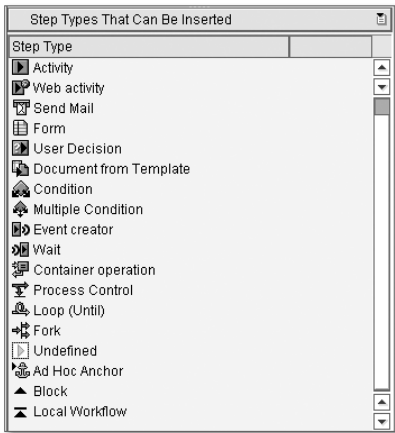 Step Types That Can Be Inserted
Step Type
Activity
Web activity
Send Mail
Form
User Decision
Document from Template
Condition
Multiple Condition
Event creator
Wait
Container operation
Process Control
Loop (Until)
Fork
Undefined
Ad Hoc Anchor
Block
Local Workflow